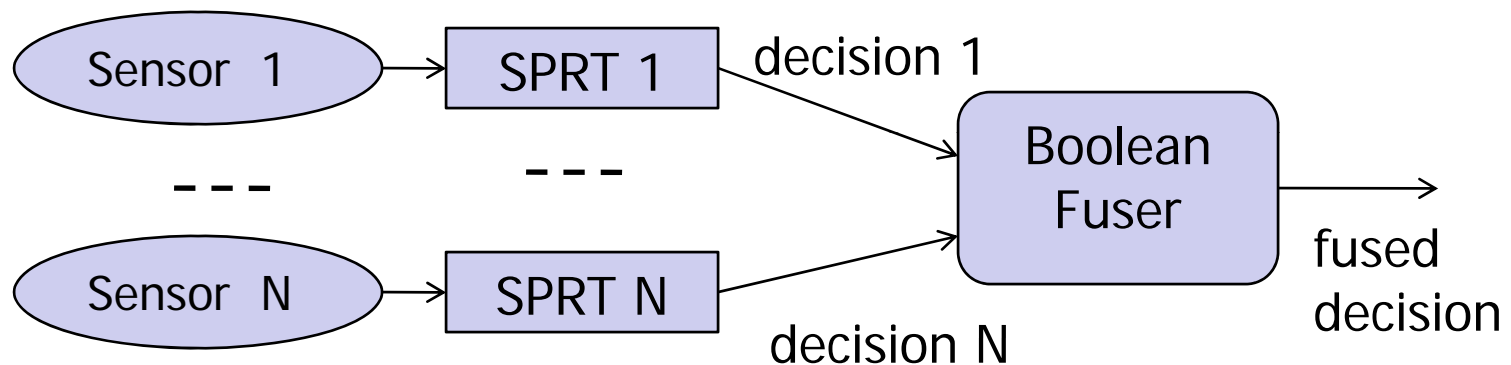 Sensor 1
SPRT 1
decision 1
Boolean
Fuser
fused
decision
Sensor N
SPRT N
decision N